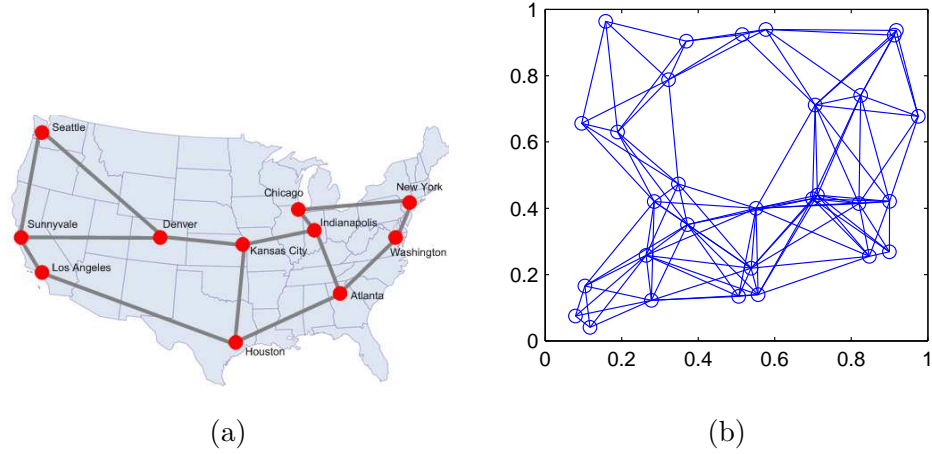 Seattle
Chicago
New York
Sunnyvale
Denver
Indianapolis
Kansas City
Washington
Los Angeles
Atlanta
Houston
(a)
1
0.8
0.6
0.4
0.2
0
0 0.2 0.4 0.6 0.8 1
(b)